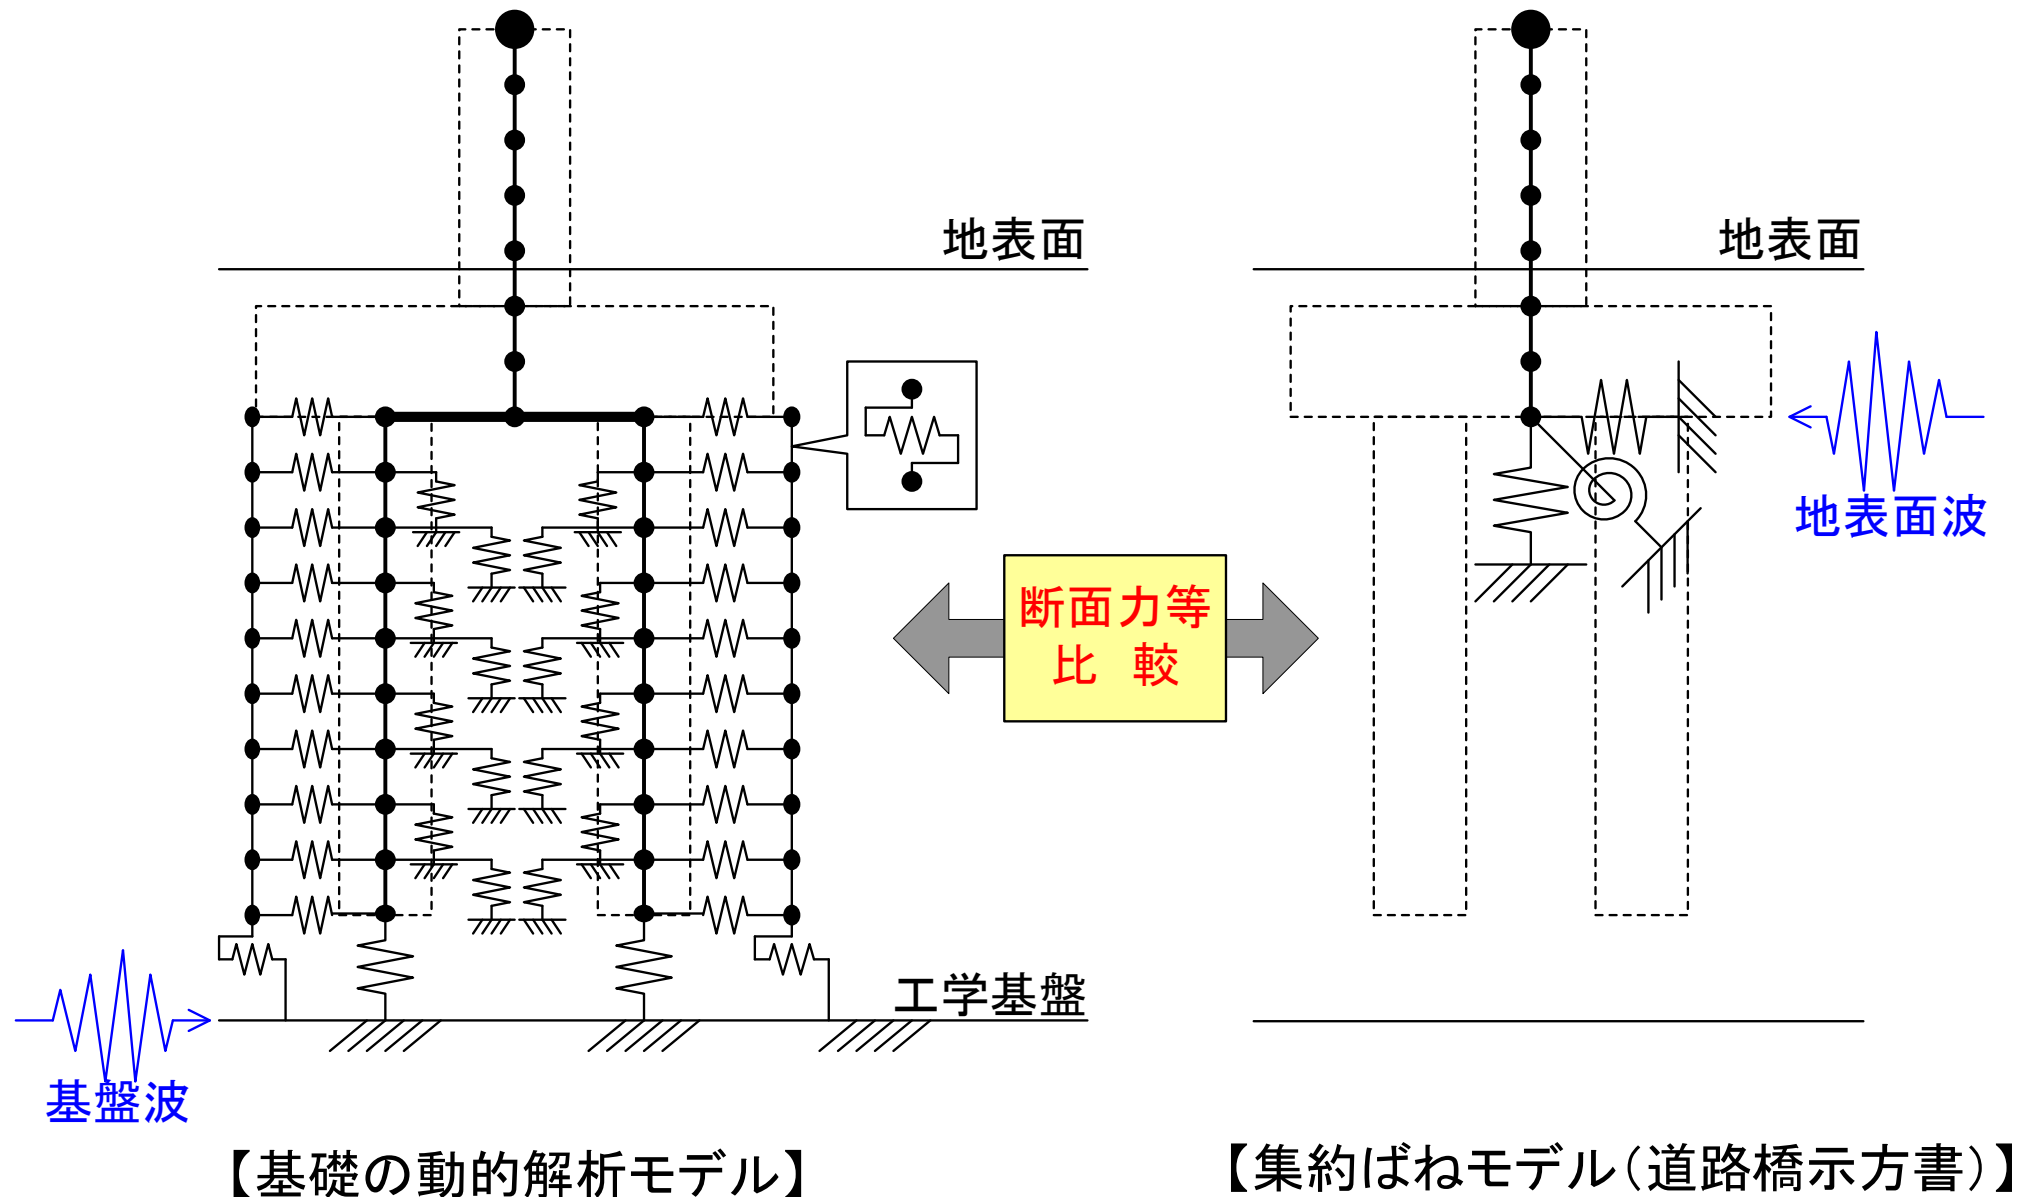 地表面
地表面
地表面波
断面力等
比 較
工学基盤
基盤波
【基礎の動的解析モデル】
【集約ばねモデル(道路橋示方書)】